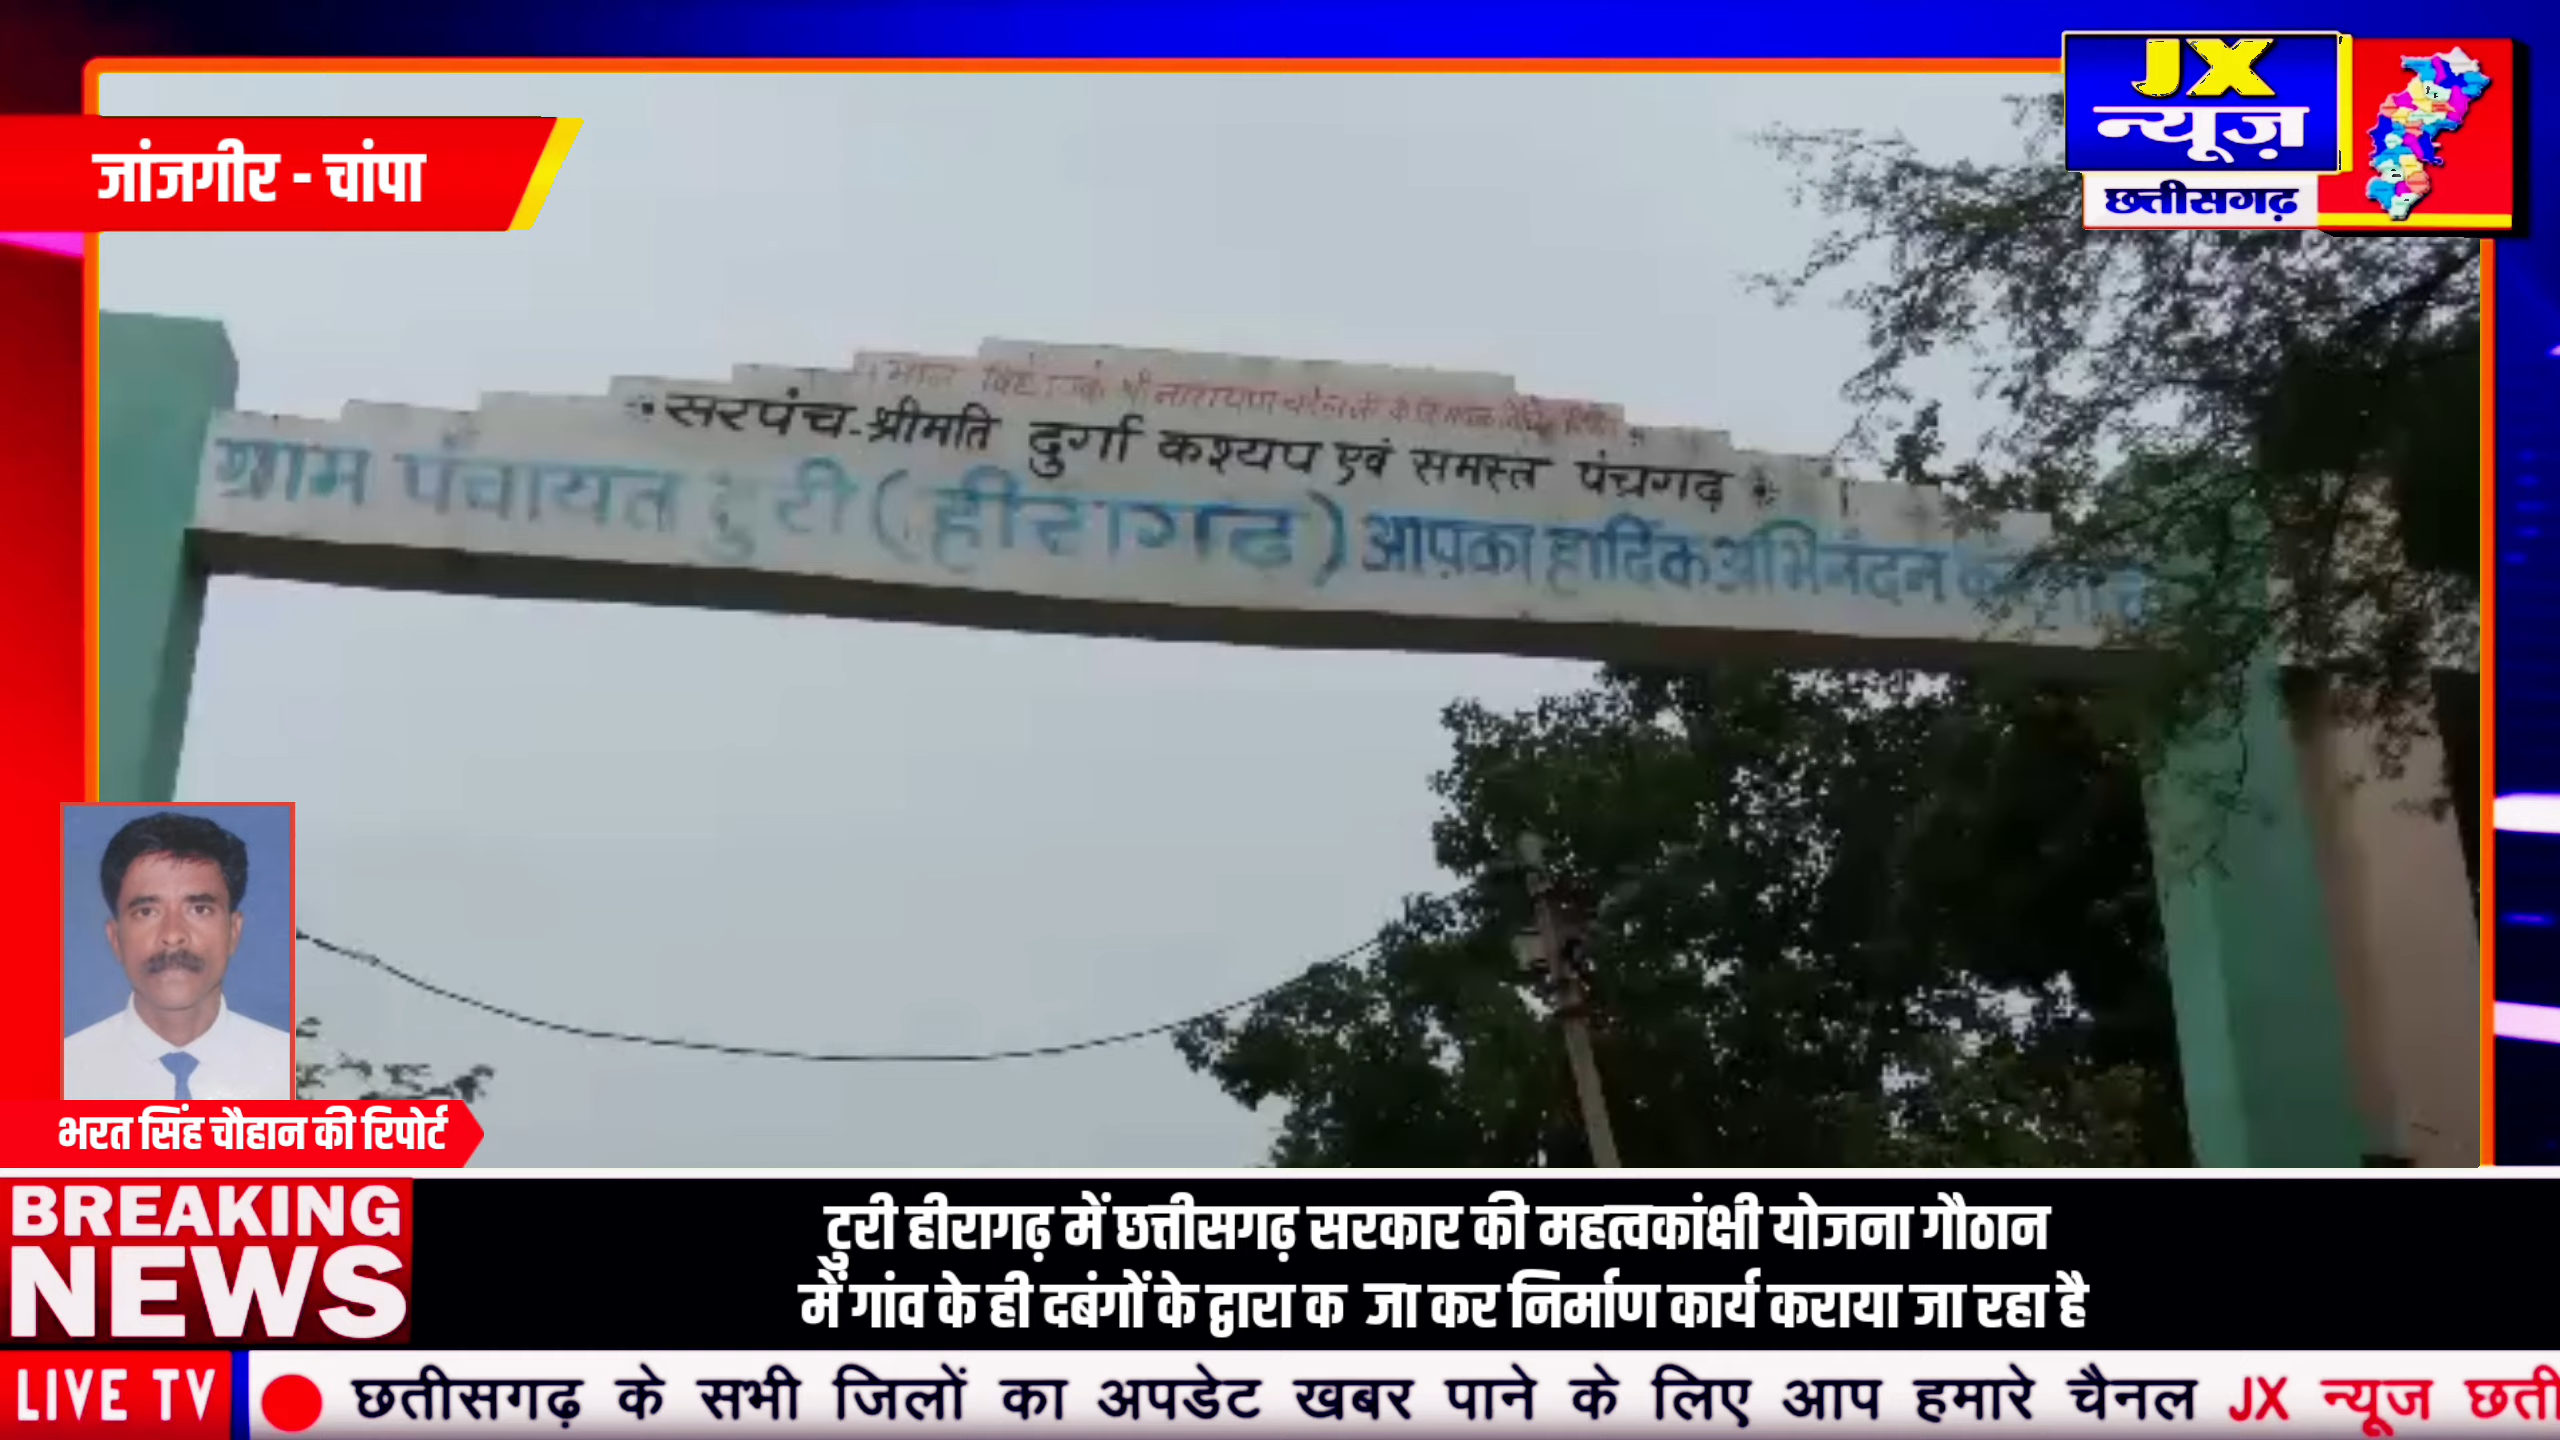 JX
न्यूज़
छत्तीसगढ़
जांजगीर - चांपा
सरपंच-श्रीमति दुर्गा कश्यप एवं समस्त पंचगढ़
ग्राम पंचायत टुरी (हीरागढ़) आपका हार्दिक अभिनंदन
भरत सिंह चौहान की रिपोर्ट
BREAKING
NEWS
टुरी हीरागढ़ में छत्तीसगढ़ सरकार की महत्वकांक्षी योजना गौठान
में गांव के ही दबंगों के द्वारा क जा कर निर्माण कार्य कराया जा रहा है
LIVE TV
छतीसगढ़ के सभी जिलों का अपडेट खबर पाने के लिए आप हमारे चैनल JX न्यूज छती